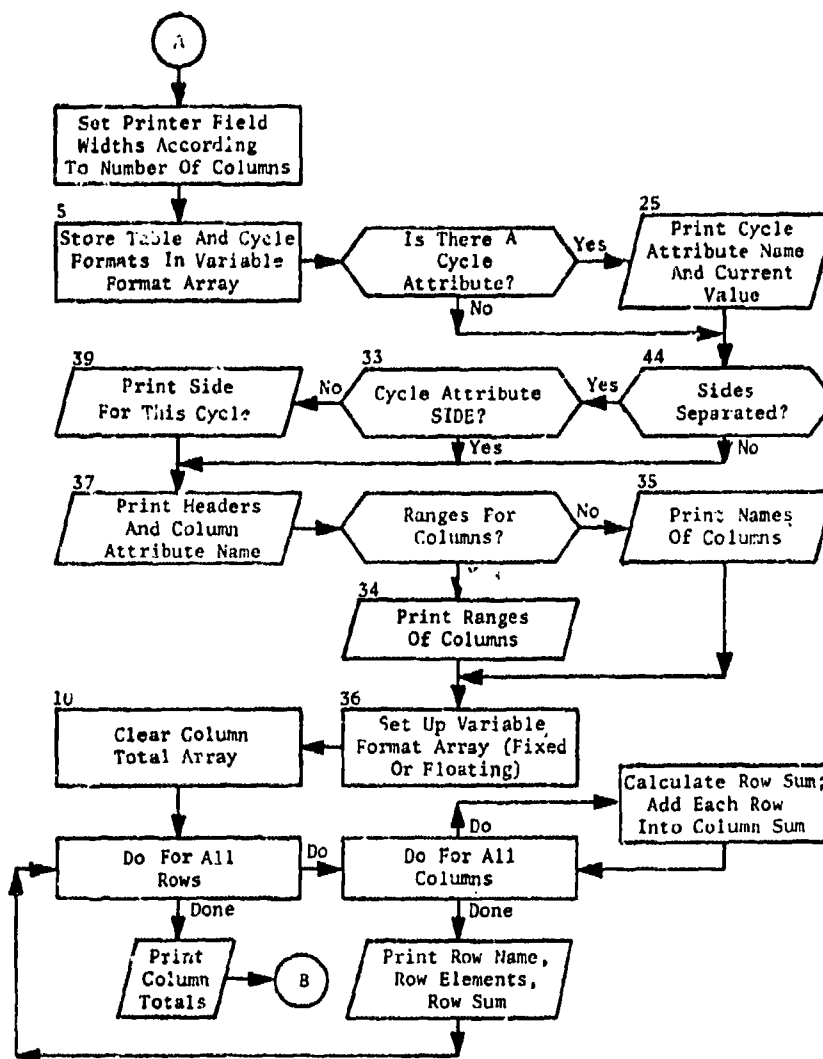 A
Set Printer Field
Widths According
To Number Of Columns
5
Store Table And Cycle
Formats In Variable
Format Array
Is There A
Cycle
Attribute?
Yes
No
25
Print Cycle
Attribute Name
And Current
Value
39
Print Side
For This Cycle
No
33
Cycle Attribute
SIDE?
Yes
Yes
44
Sides
Separated?
No
37
Print Headers
And Column
Attribute Name
Ranges For
Columns?
No
35
Print Names
Of Columns
34
Print Ranges
Of Columns
10
Clear Column
Total Array
36
Set Up Variable
Format Array (Fixed
Or Floating)
Calculate Row Sum;
Add Each Row
Into Column Sum
Do
Do For All
Rows
Do
Do For All
Columns
Done
Done
Print
Column
Totals
B
Print Row Name,
Row Elements,
Row Sum